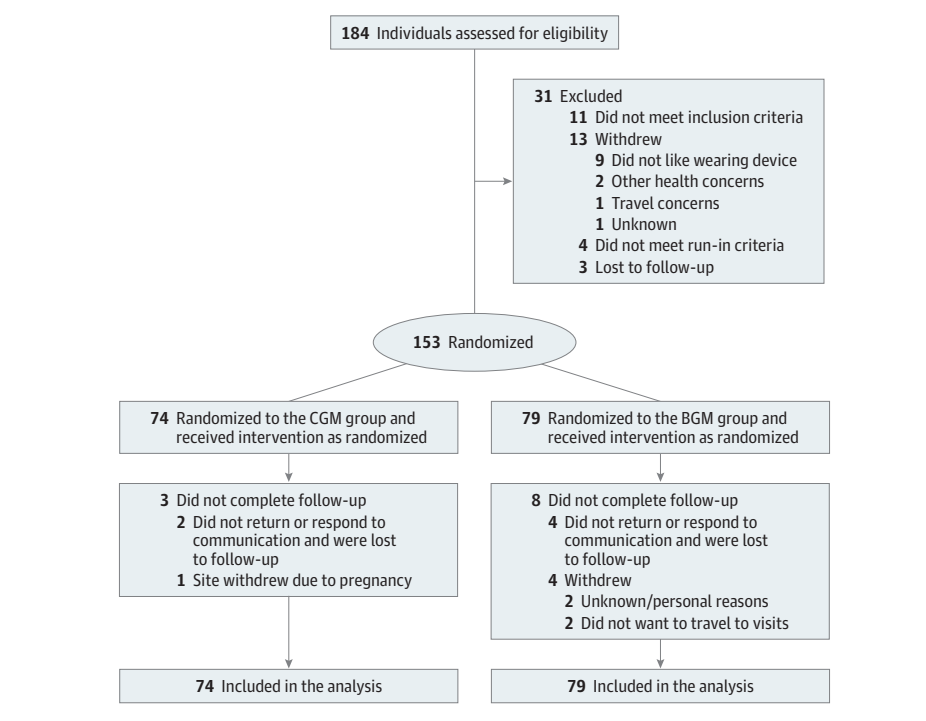 184 Individuals assessed for eligibility
31 Excluded
11 Did not meet inclusion criteria
13 Withdrew
9 Did not like wearing device
2 Other health concerns
1 Travel concerns
1 Unknown
4 Did not meet run-in criteria
3 Lost to follow-up
153 Randomized
74 Randomized to the CGM group and
received intervention as randomized
79 Randomized to the BGM group and
received intervention as randomized
3 Did not complete follow-up
2 Did not return or respond to
communication and were lost
to follow-up
1 Site withdrew due to pregnancy
8 Did not complete follow-up
4 Did not return or respond to
communication and were lost
to follow-up
4 Withdrew
2 Unknown/personal reasons
2 Did not want to travel to visits
74 Included in the analysis
79 Included in the analysis